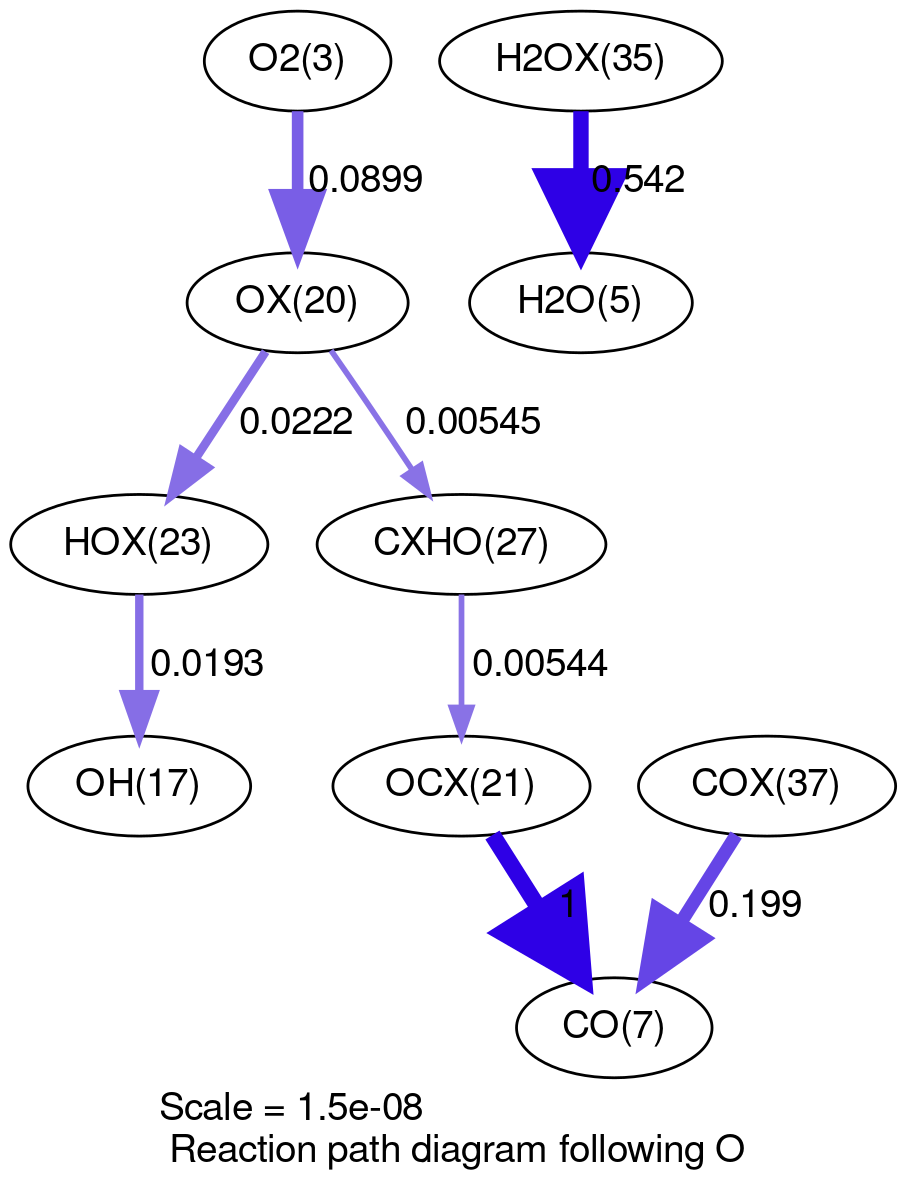 O2(3)
H2OX(35)
0.0899
0.542
OX(20)
H2O(5)
0.0222
0.00545
HOX(23)
CXHO(27)
0.0193
0.00544
OH(17)
OCX(21)
COX(37)
1
0.199
CO(7)
Scale = 1.5e-08
Reaction path diagram following O